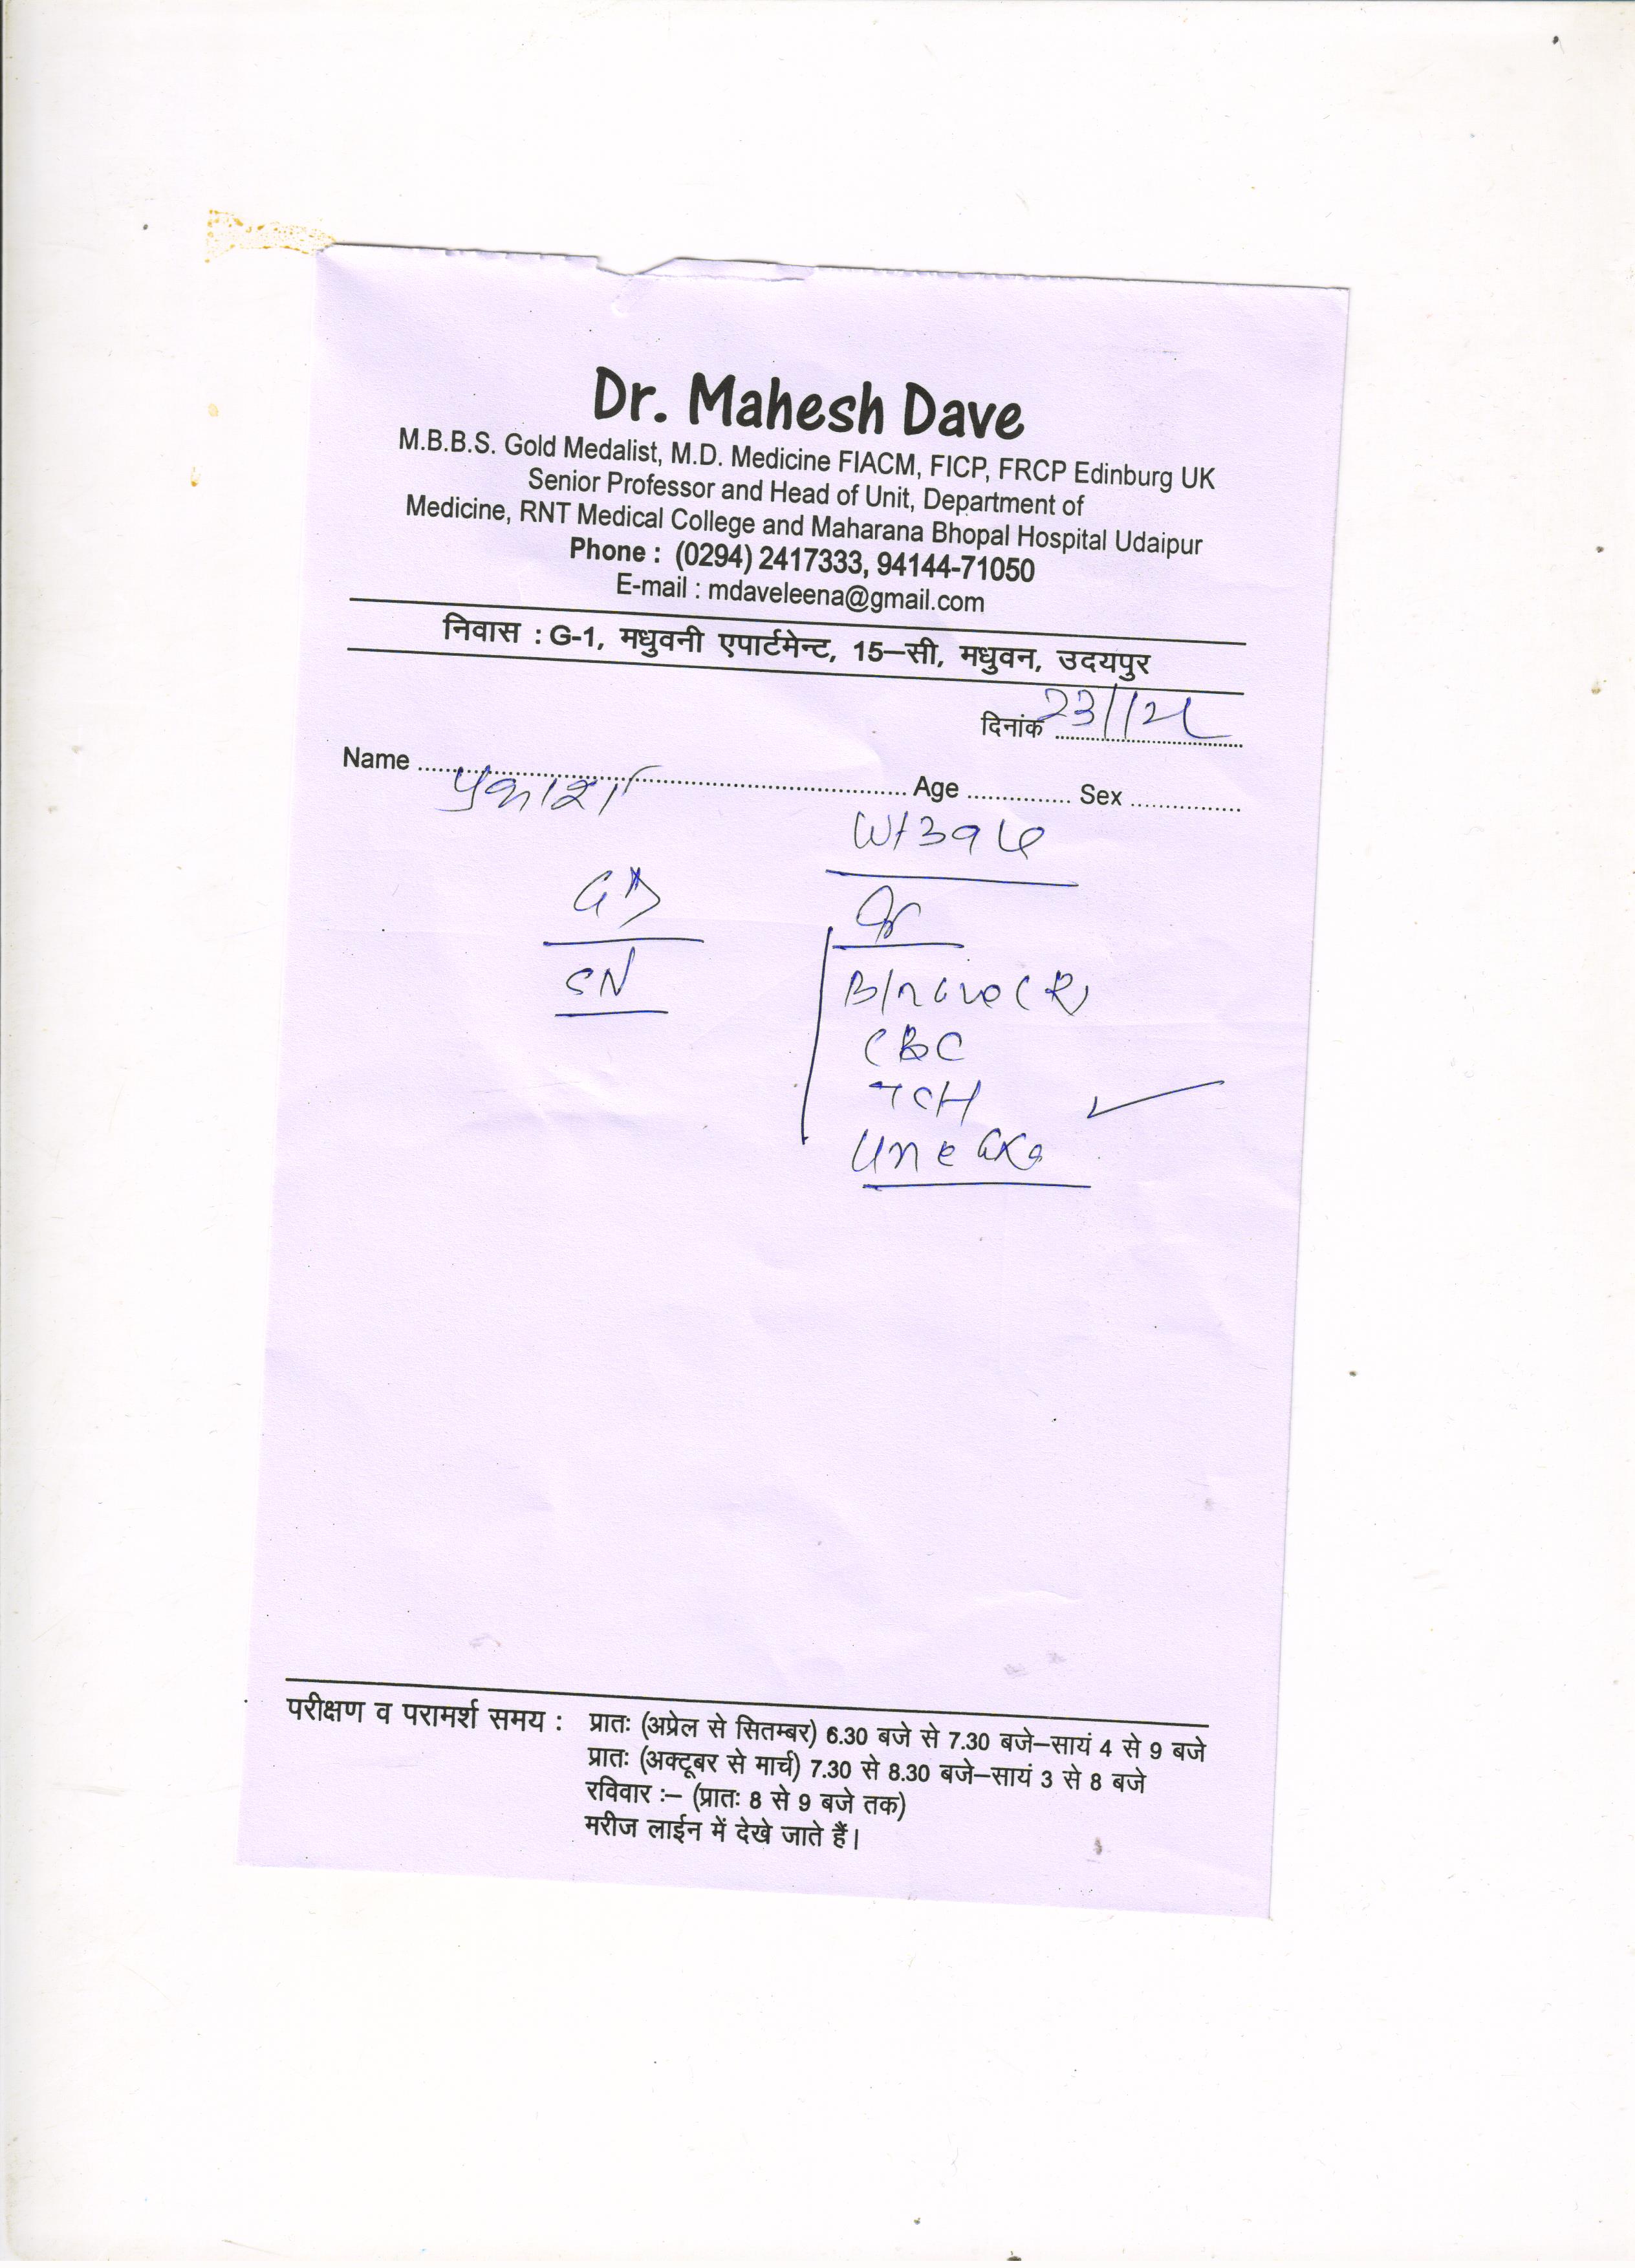 Dr. Mahesh Dave
M.B.B.S. Gold Medalist, M.D. Medicine FIACM, FICP, FRCP Edinburg UK
Senior Professor and Head of Unit, Department of
Medicine, RNT Medical College and Maharana Bhopal Hospital Udaipur
Phone : (0294) 2417333, 94144-71050
E-mail : mdaveleena@gmail.com
निवास : G-1, मधुवनी एपार्टमेन्ट, 15–सी, मधुवन, उदयपुर
दिनांक
Name प्रकाश Age Sex
CBC
परीक्षण व परामर्श समय : प्रातः (अप्रेल से सितम्बर) 6.30 बजे से 7.30 बजे–सायं 4 से 9 बजे
प्रातः (अक्टूबर से मार्च) 7.30 से 8.30 बजे–सायं 3 से 8 बजे
रविवार :– (प्रातः 8 से 9 बजे तक)
मरीज लाईन में देखे जाते हैं।